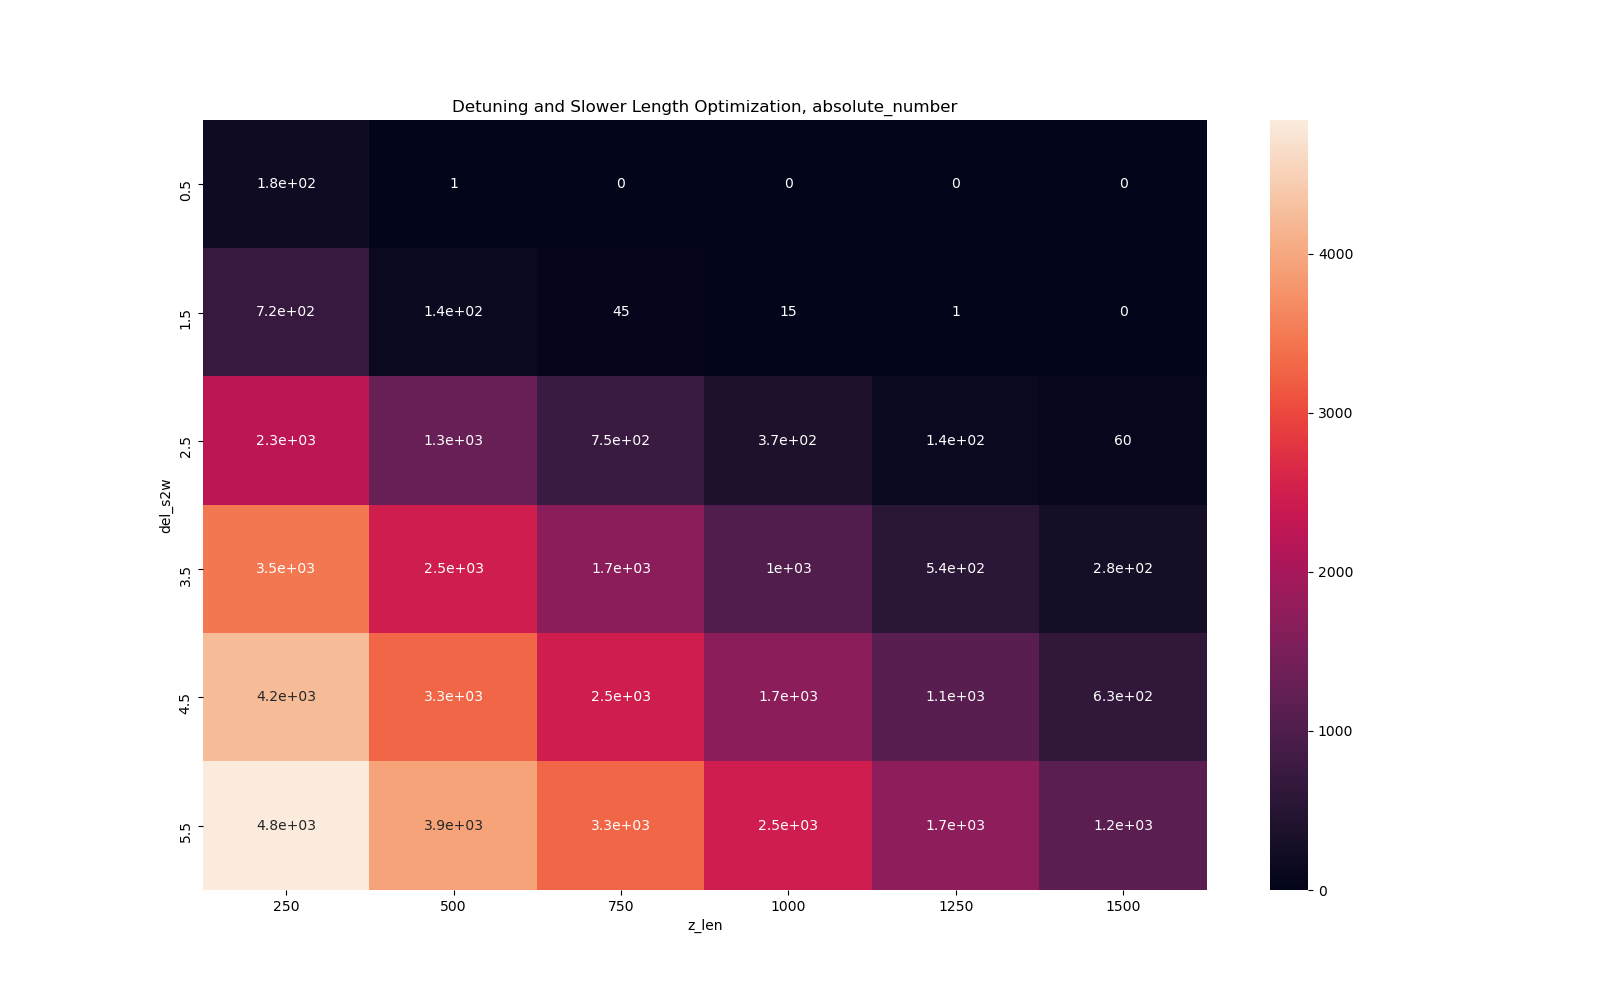 Detuning and Slower Length Optimization, absolute_number
0.5 1.8e+02 1 0 0 0 0
1.5 7.2e+02 1.4e+02 45 15 1 0
2.5 2.3e+03 1.3e+03 7.5e+02 3.7e+02 1.4e+02 60
3.5 3.5e+03 2.5e+03 1.7e+03 1e+03 5.4e+02 2.8e+02
4.5 4.2e+03 3.3e+03 2.5e+03 1.7e+03 1.1e+03 6.3e+02
5.5 4.8e+03 3.9e+03 3.3e+03 2.5e+03 1.7e+03 1.2e+03
250 500 750 1000 1250 1500
z_len
del_s2w
4000
3000
2000
1000
0